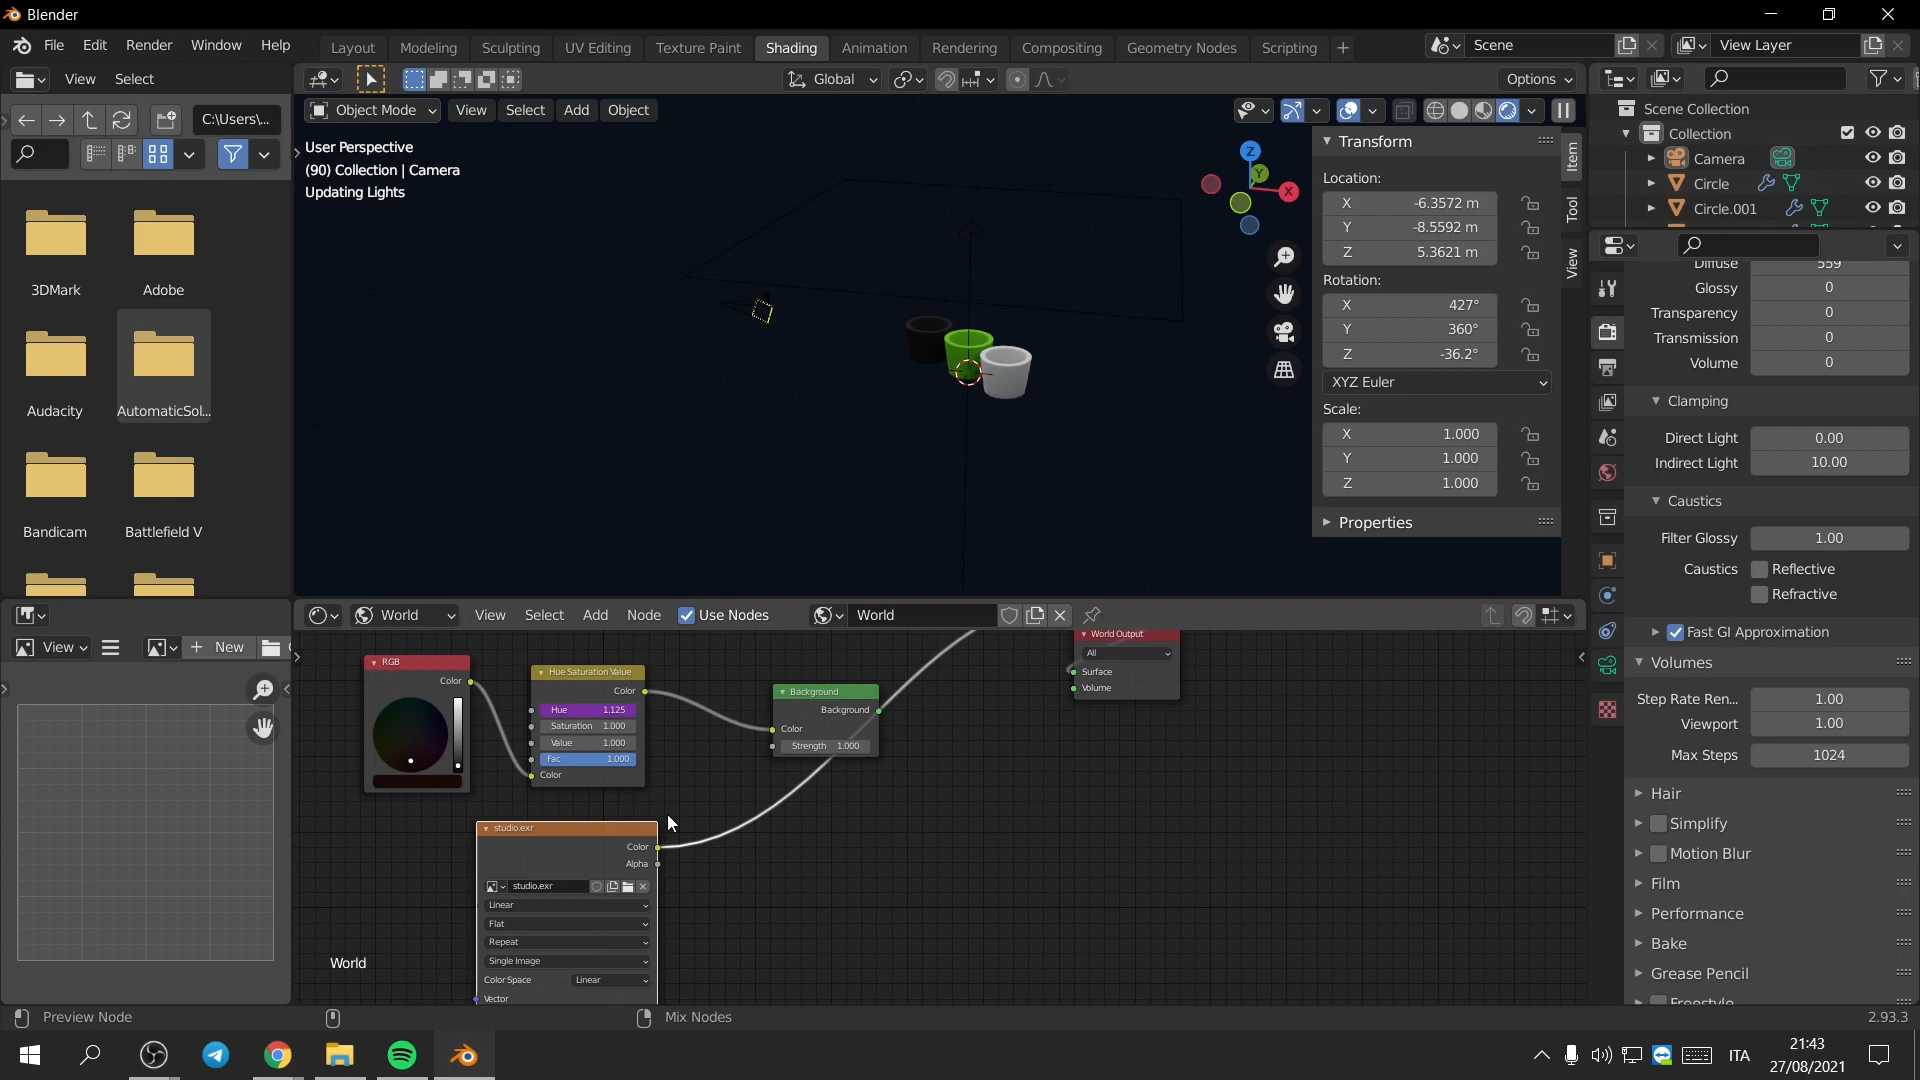 Blender
File Edit Render Window Help Layout Modeling Sculpting UV Editing Texture Paint Shading Animation Rendering Compositing Geometry Nodes Scripting + Scene View Layer
View Select Global Options
C:\Users\...
Object Mode View Select Add Object
User Perspective
(90) Collection | Camera
Updating Lights
Z
Y
X
3DMark Adobe
Audacity AutomaticSol...
Bandicam Battlefield V
Transform
Location:
X -6.3572 m
Y -8.5592 m
Z 5.3621 m
Rotation:
X 427°
Y 360°
Z -36.2°
XYZ Euler
Scale:
X 1.000
Y 1.000
Z 1.000
Properties
Item
Tool
View
Scene Collection
Collection
Camera
Circle
Circle.001
Diffuse 559
Glossy 0
Transparency 0
Transmission 0
Volume 0
Clamping
Direct Light 0.00
Indirect Light 10.00
Caustics
Filter Glossy 1.00
Caustics Reflective
Refractive
Fast GI Approximation
Volumes
Step Rate Ren... 1.00
Viewport 1.00
Max Steps 1024
Hair
Simplify
Motion Blur
Film
Performance
Bake
Grease Pencil
Freestyle
World View Select Add Node Use Nodes World
View + New
RGB
Color
Hue Saturation Value
Color
Hue 1.125
Saturation 1.000
Value 1.000
Fac 1.000
Color
Background
Background
Color
Strength 1.000
World Output
All
Surface
Volume
studio.exr
Color
Alpha
studio.exr
Linear
Flat
Repeat
Single Image
Color Space Linear
Vector
World
Preview Node Mix Nodes 2.93.3
ITA
21:43
27/08/2021